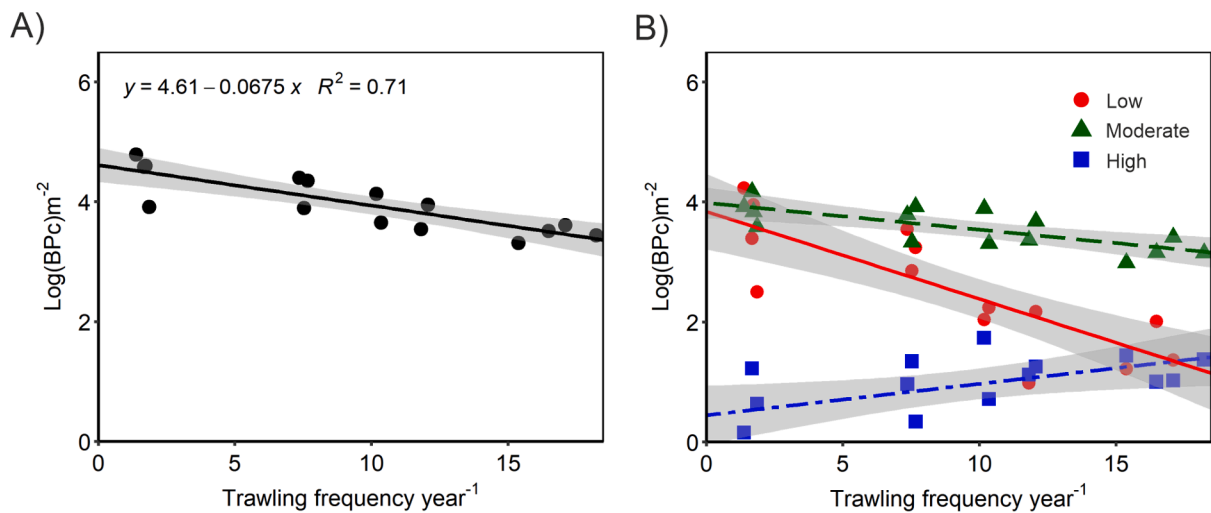 A)
y = 4.61 – 0.0675 x R² = 0.71
6
4
2
0
0 5 10 15
Log(BPc)m⁻²
Trawling frequency year⁻¹
B)
Low
Moderate
High
6
4
2
0
0 5 10 15
Log(BPc)m⁻²
Trawling frequency year⁻¹